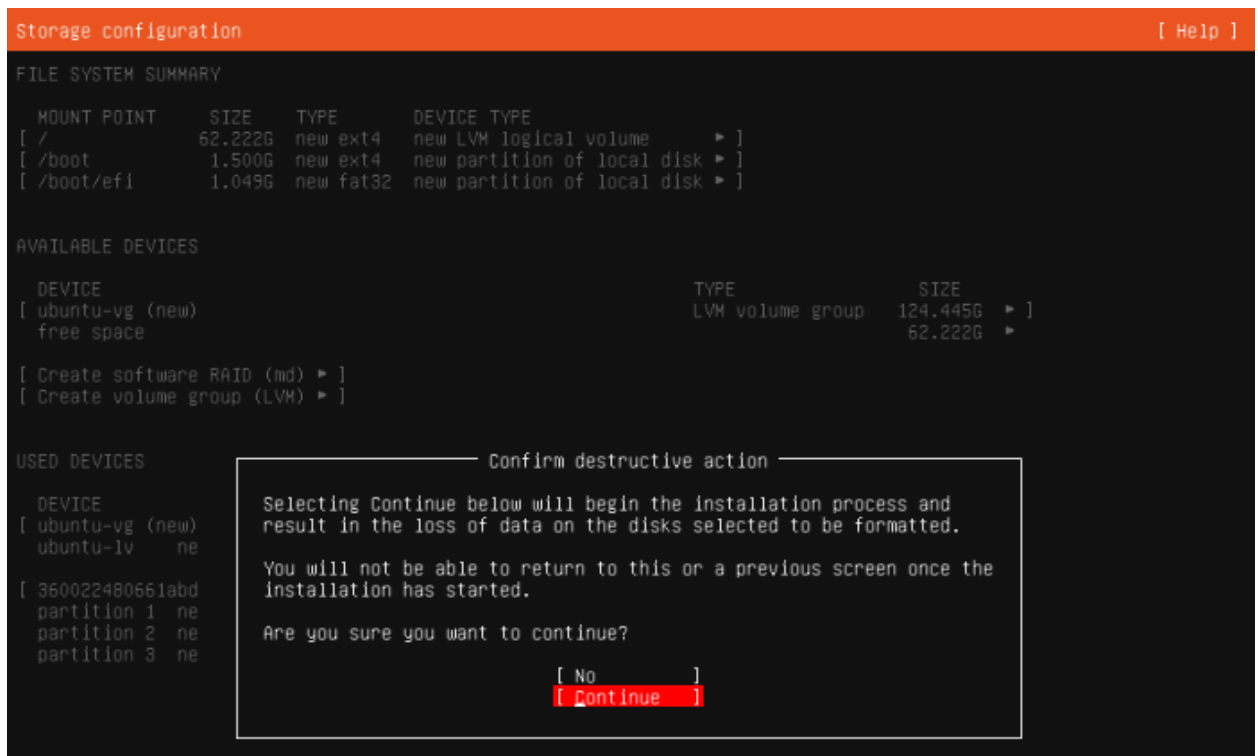 Storage configuration [ Help ]
FILE SYSTEM SUMMARY
MOUNT POINT SIZE TYPE DEVICE TYPE
[ / 62.222G new ext4 new LVM logical volume ▸ ]
[ /boot 1.500G new ext4 new partition of local disk ▸ ]
[ /boot/efi 1.049G new fat32 new partition of local disk ▸ ]
AVAILABLE DEVICES
DEVICE TYPE SIZE
[ ubuntu-vg (new) LVM volume group 124.445G ▸ ]
free space 62.222G ▸
[ Create software RAID (md) ▸ ]
[ Create volume group (LVM) ▸ ]
USED DEVICES
DEVICE
[ ubuntu-vg (new)
ubuntu-lv ne
[ 360022480661abd
partition 1 ne
partition 2 ne
partition 3 ne
Confirm destructive action
Selecting Continue below will begin the installation process and
result in the loss of data on the disks selected to be formatted.
You will not be able to return to this or a previous screen once the
installation has started.
Are you sure you want to continue?
[ No ]
[ Continue ]